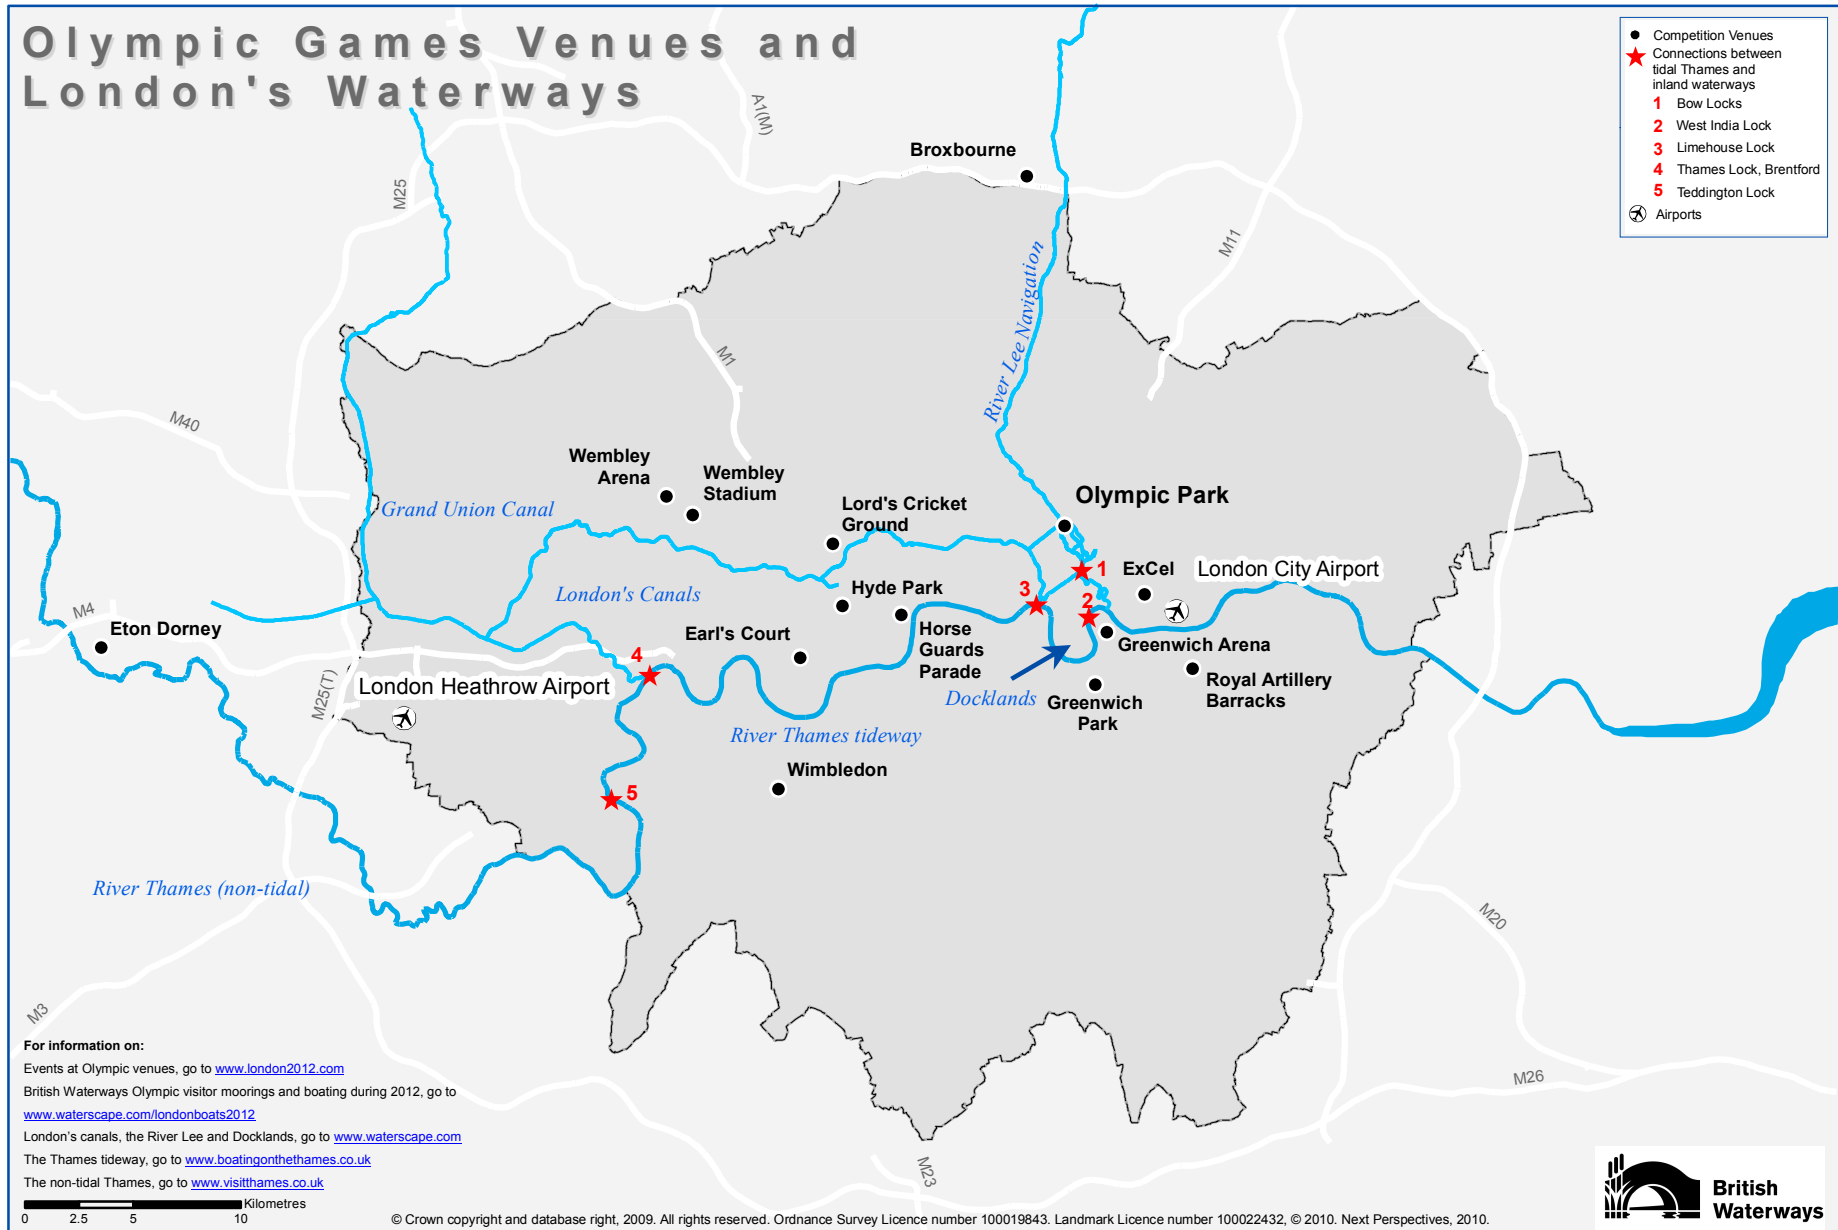 Olympic Games Venues and
London's Waterways
Competition Venues
Connections between
tidal Thames and
inland waterways
1 Bow Locks
2 West India Lock
3 Limehouse Lock
4 Thames Lock, Brentford
5 Teddington Lock
Airports
A1(M)
Broxbourne
M25
M11
River Lee Navigation
M1
M40
Wembley
Arena
Wembley
Stadium
Grand Union Canal
Lord's Cricket
Ground
Olympic Park
1
ExCel
London City Airport
London's Canals
Hyde Park
3
2
M4
Eton Dorney
Earl's Court
Horse
Guards
Parade
Greenwich Arena
4
London Heathrow Airport
M25(T)
Docklands
Greenwich
Park
Royal Artillery
Barracks
River Thames tideway
Wimbledon
5
River Thames (non-tidal)
M20
M3
M26
M23
For information on:
Events at Olympic venues, go to www.london2012.com
British Waterways Olympic visitor moorings and boating during 2012, go to
www.waterscape.com/londonboats2012
London's canals, the River Lee and Docklands, go to www.waterscape.com
The Thames tideway, go to www.boatingonthethames.co.uk
The non-tidal Thames, go to www.visitthames.co.uk
Kilometres
0 2.5 5 10
© Crown copyright and database right, 2009. All rights reserved. Ordnance Survey Licence number 100019843. Landmark Licence number 100022432, © 2010. Next Perspectives, 2010.
British
Waterways